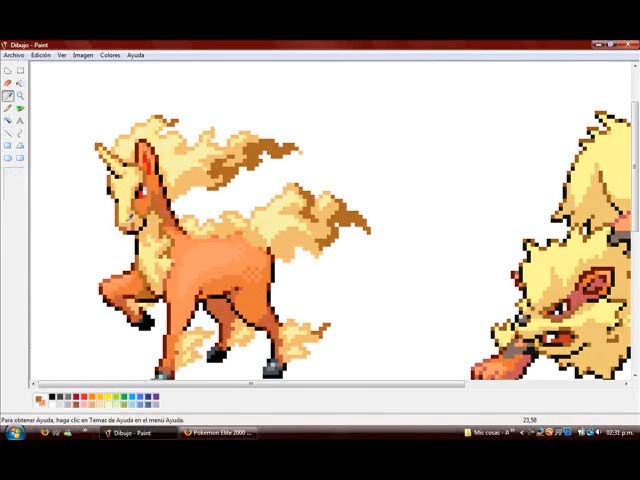 Dibujo - Paint
Archivo Edición Ver Imagen Colores Ayuda
A
Para obtener Ayuda, haga clic en Temas de Ayuda en el menú Ayuda.
23,58
Dibujo - Paint
Pokemon Elite 2000 ...
Mis cosas - A
02:31 p.m.